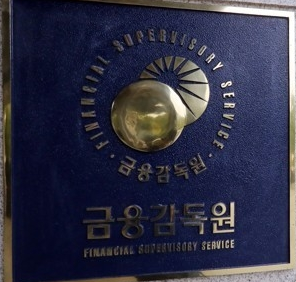 · FINANCIAL SUPERVISORY SERVICE ·
금융감독원
금융감독원
FINANCIAL SUPERVISORY SERVICE